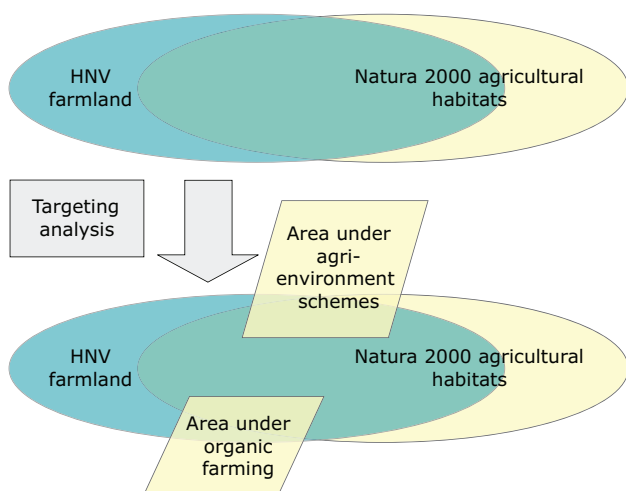 HNV
farmland
Natura 2000 agricultural
habitats
Targeting
analysis
Area under
agri-
environment
schemes
HNV
farmland
Natura 2000 agricultural
habitats
Area under
organic
farming